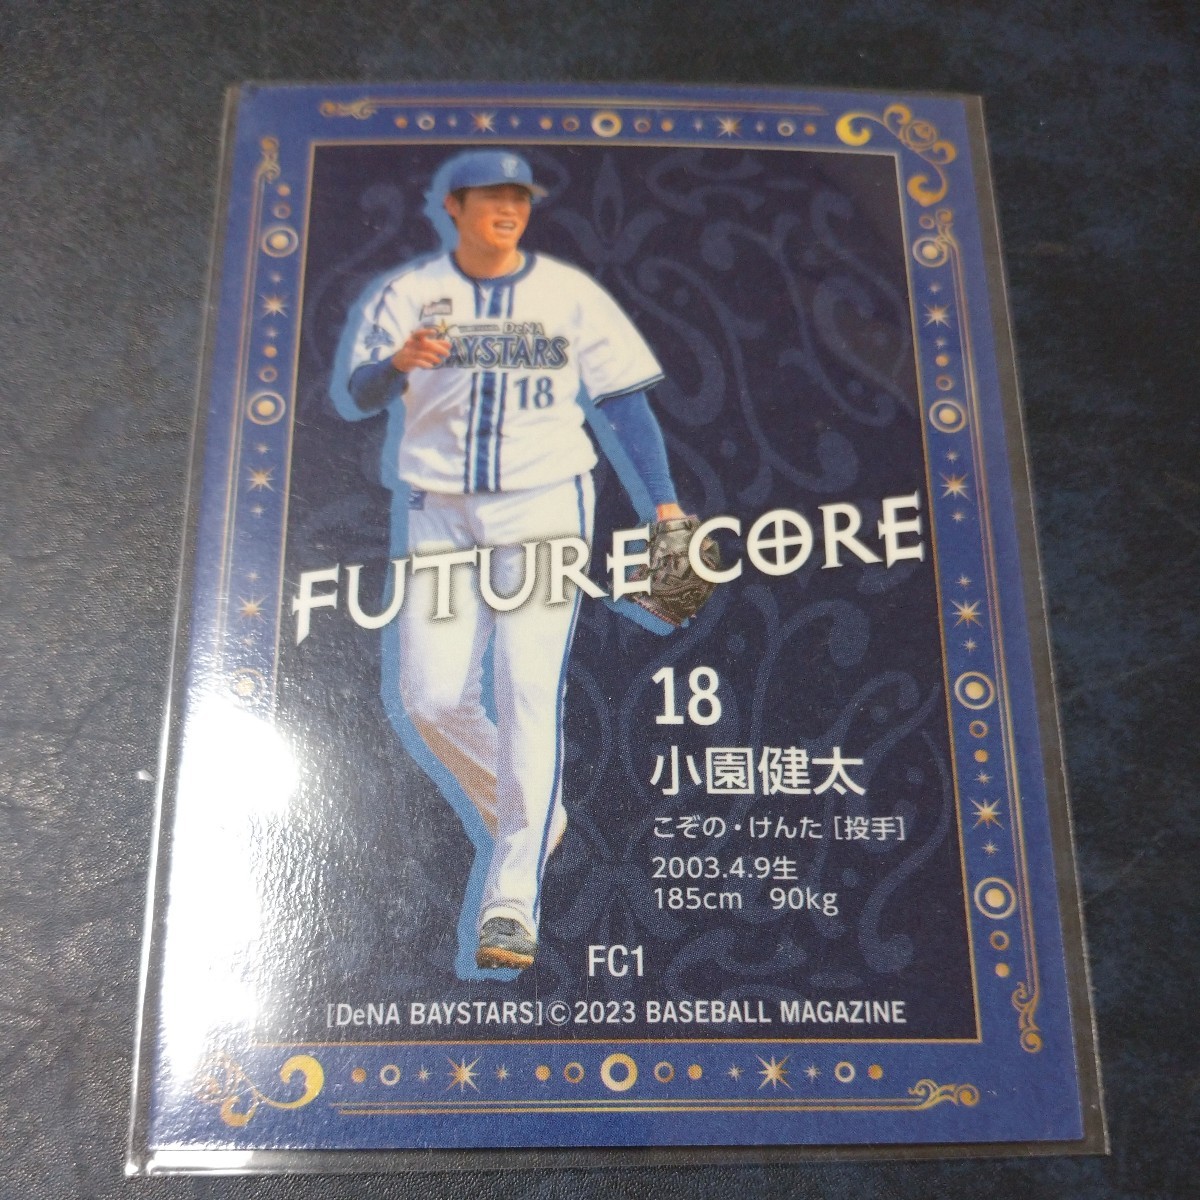 DeNA
BAYSTARS
18
FUTURE CORE
18
小園健太
こぞの・けんた [投手]
2003.4.9生
185cm 90kg
FC1
[DeNA BAYSTARS]©2023 BASEBALL MAGAZINE